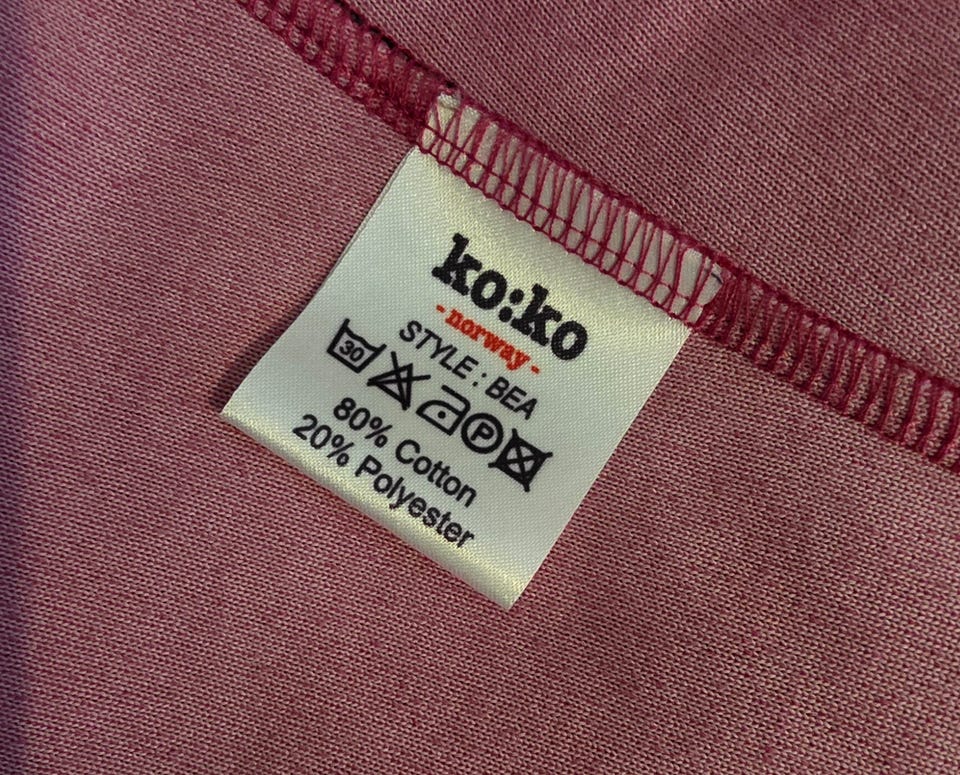 ko:ko
- norway -
STYLE : BEA
30 P
80% Cotton
20% Polyester